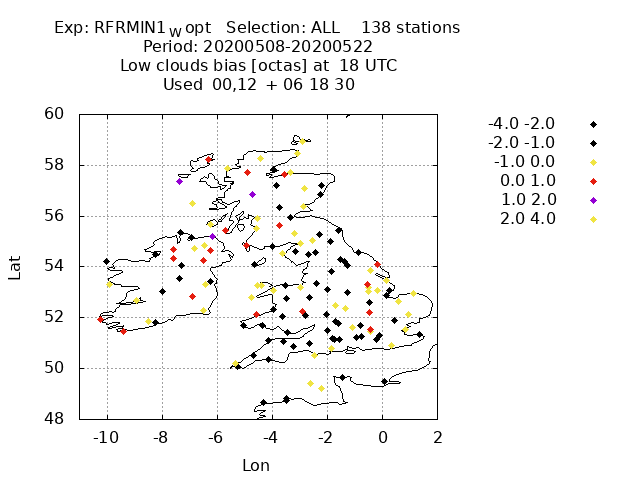 Exp: RFRMIN1_W opt Selection: ALL 138 stations
Period: 20200508-20200522
Low clouds bias [octas] at 18 UTC
Used 00,12 + 06 18 30
-4.0 -2.0
-2.0 -1.0
-1.0 0.0
0.0 1.0
1.0 2.0
2.0 4.0
60
58
56
54
52
50
48
Lat
-10 -8 -6 -4 -2 0 2
Lon